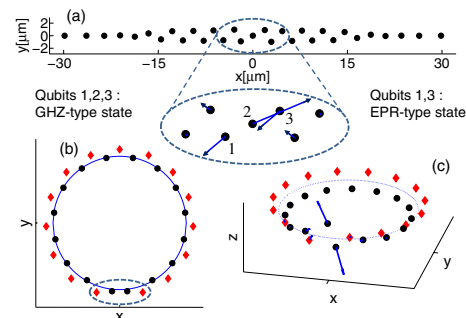 (a)
y[μm]
2
0
−2
−30
−15
0
15
30
x[μm]
Qubits 1,2,3 :
GHZ-type state
Qubits 1,3 :
EPR-type state
2
3
1
(b)
(c)
y
x
z
y
x